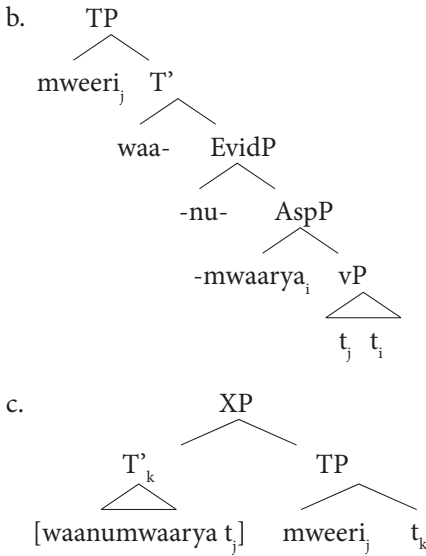 b. TP
mweeri_j T’
waa- EvidP
-nu- AspP
-mwaarya_i vP
t_j t_i
c. XP
T’_k TP
[waanumwaarya t_j] mweeri_j t_k